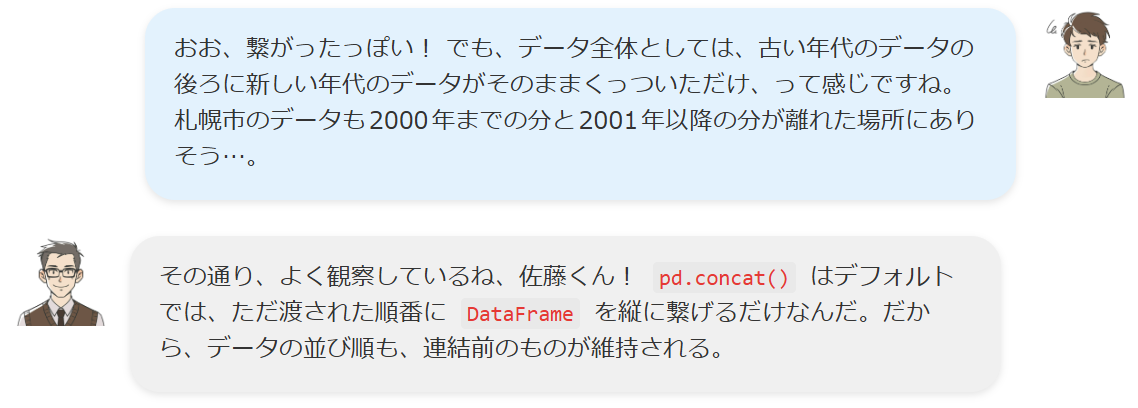 おお、繋がったっぽい！ でも、データ全体としては、古い年代のデータの
後ろに新しい年代のデータがそのままくっついただけ、って感じですね。
札幌市のデータも2000年までの分と2001年以降の分が離れた場所にあり
そう…。
その通り、よく観察しているね、佐藤くん！ pd.concat() はデフォルト
では、ただ渡された順番に DataFrame を縦に繋げるだけなんだ。だか
ら、データの並び順も、連結前のものが維持される。